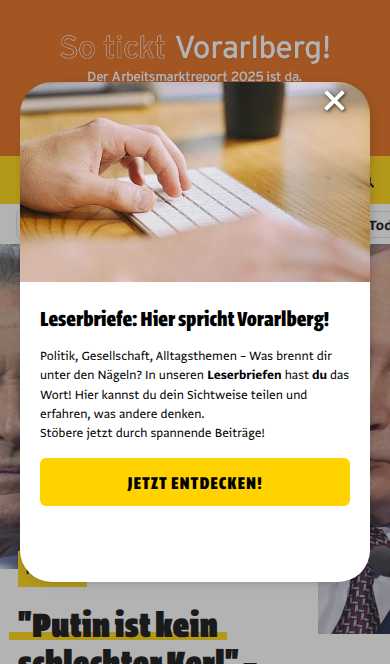 So tickt Vorarlberg!
Der Arbeitsmarktreport 2025 ist da.
Leserbriefe: Hier spricht Vorarlberg!
Politik, Gesellschaft, Alltagsthemen – Was brennt dir
unter den Nägeln? In unseren Leserbriefen hast du das
Wort! Hier kannst du dein Sichtweise teilen und
erfahren, was andere denken.
Stöbere jetzt durch spannende Beiträge!
JETZT ENTDECKEN!
"Putin ist kein
schlechter Kerl" –